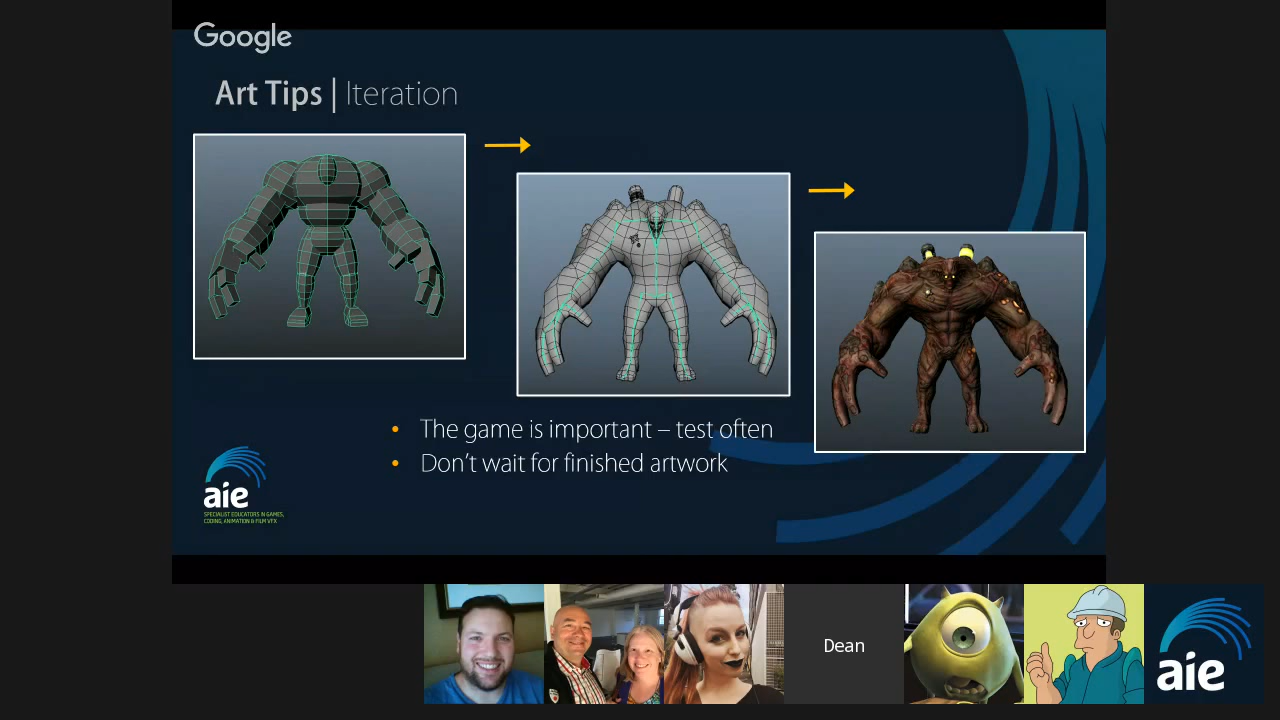 Google
Art Tips | Iteration
• The game is important – test often
• Don’t wait for finished artwork
aie
SPECIALIST EDUCATORS IN GAMES,
CODING, ANIMATION & FILM VFX
Dean
aie